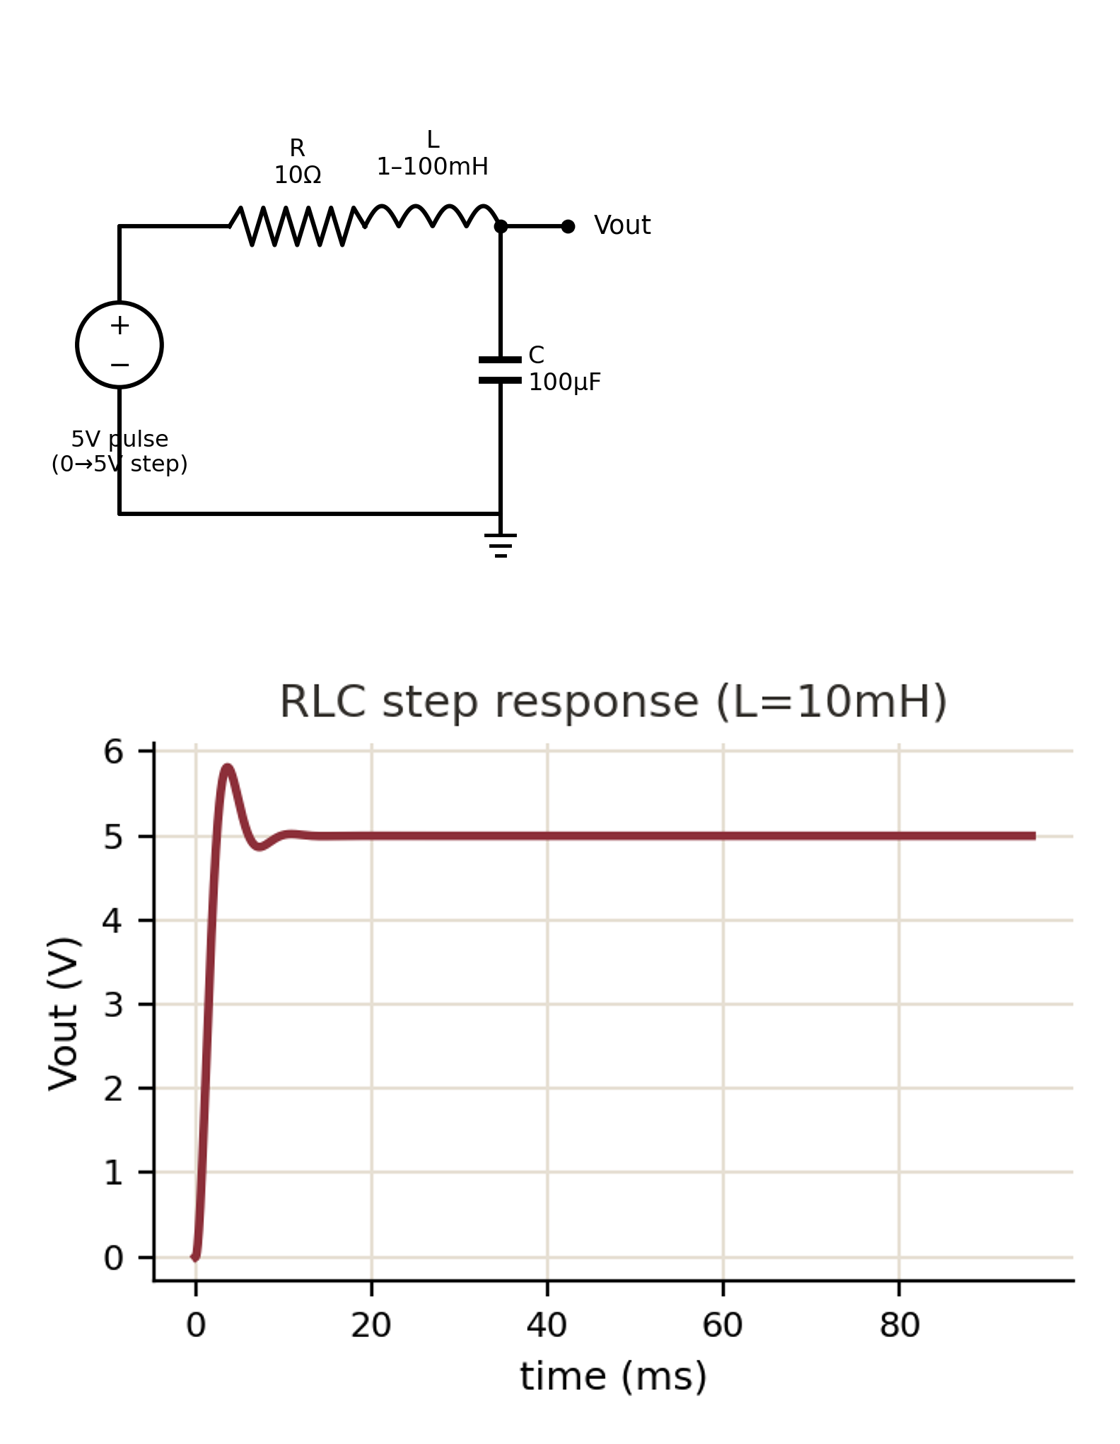 R
10Ω
L
1–100mH
Vout
+
−
C
100µF
5V pulse
(0→5V step)
RLC step response (L=10mH)
6
5
4
3
2
1
0
Vout (V)
0 20 40 60 80
time (ms)